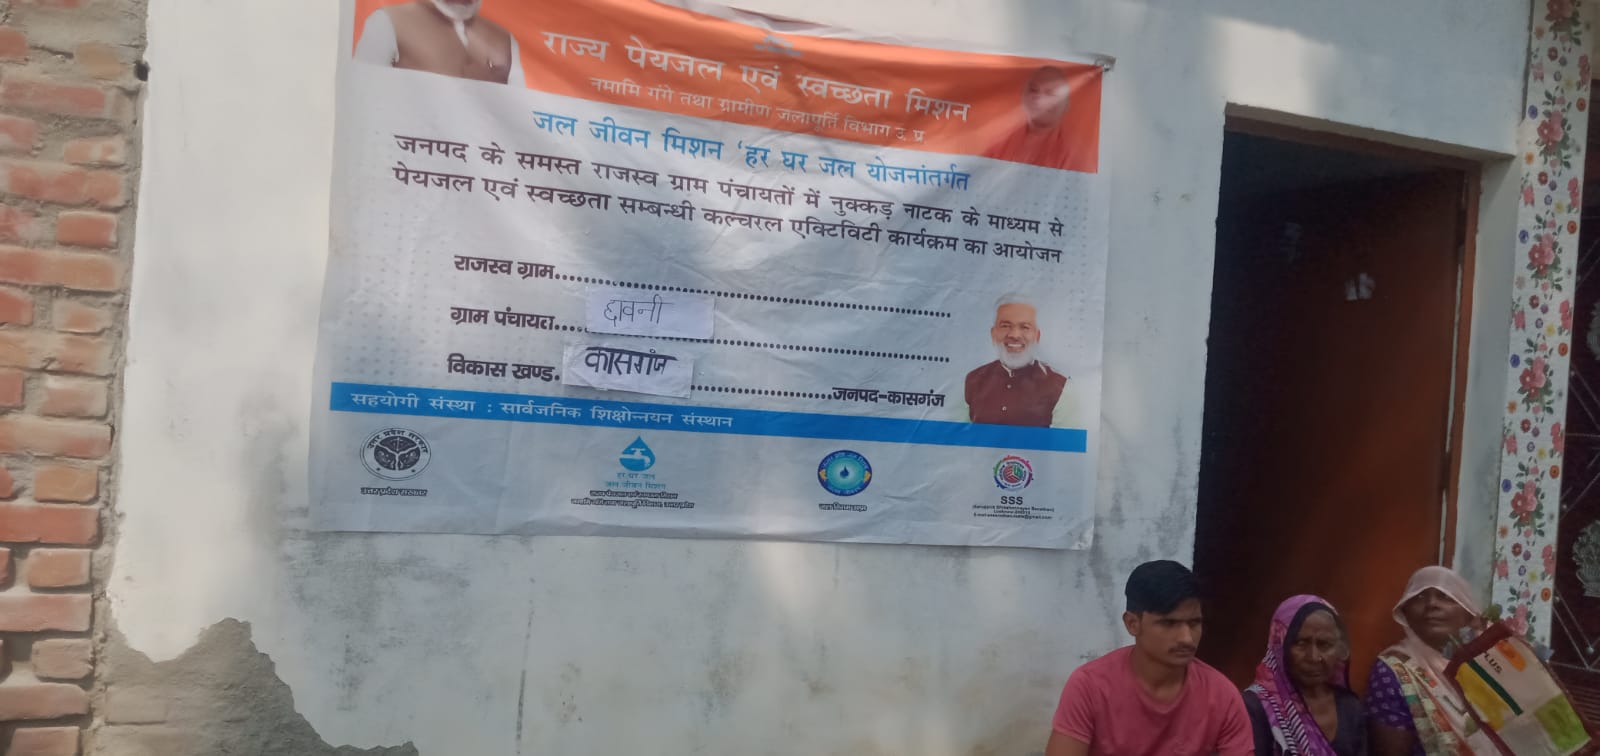 राज्य पेयजल एवं स्वच्छता मिशन
नमामि गंगे तथा ग्रामीण जलापूर्ति विभाग उ प्र
जल जीवन मिशन 'हर घर जल योजनांतर्गत
जनपद के समस्त राजस्व ग्राम पंचायतों में नुक्कड़ नाटक के माध्यम से
पेयजल एवं स्वच्छता सम्बन्धी कल्चरल एक्टिविटी कार्यक्रम का आयोजन
राजस्व ग्राम
ग्राम पंचायत
विकास खण्ड. कासगंज जनपद-कासगंज
सहयोगी संस्था : सार्वजनिक शिक्षोन्नयन संस्थान
उत्तर प्रदेश सरकार
हर घर जल
जल जीवन मिशन
SSS